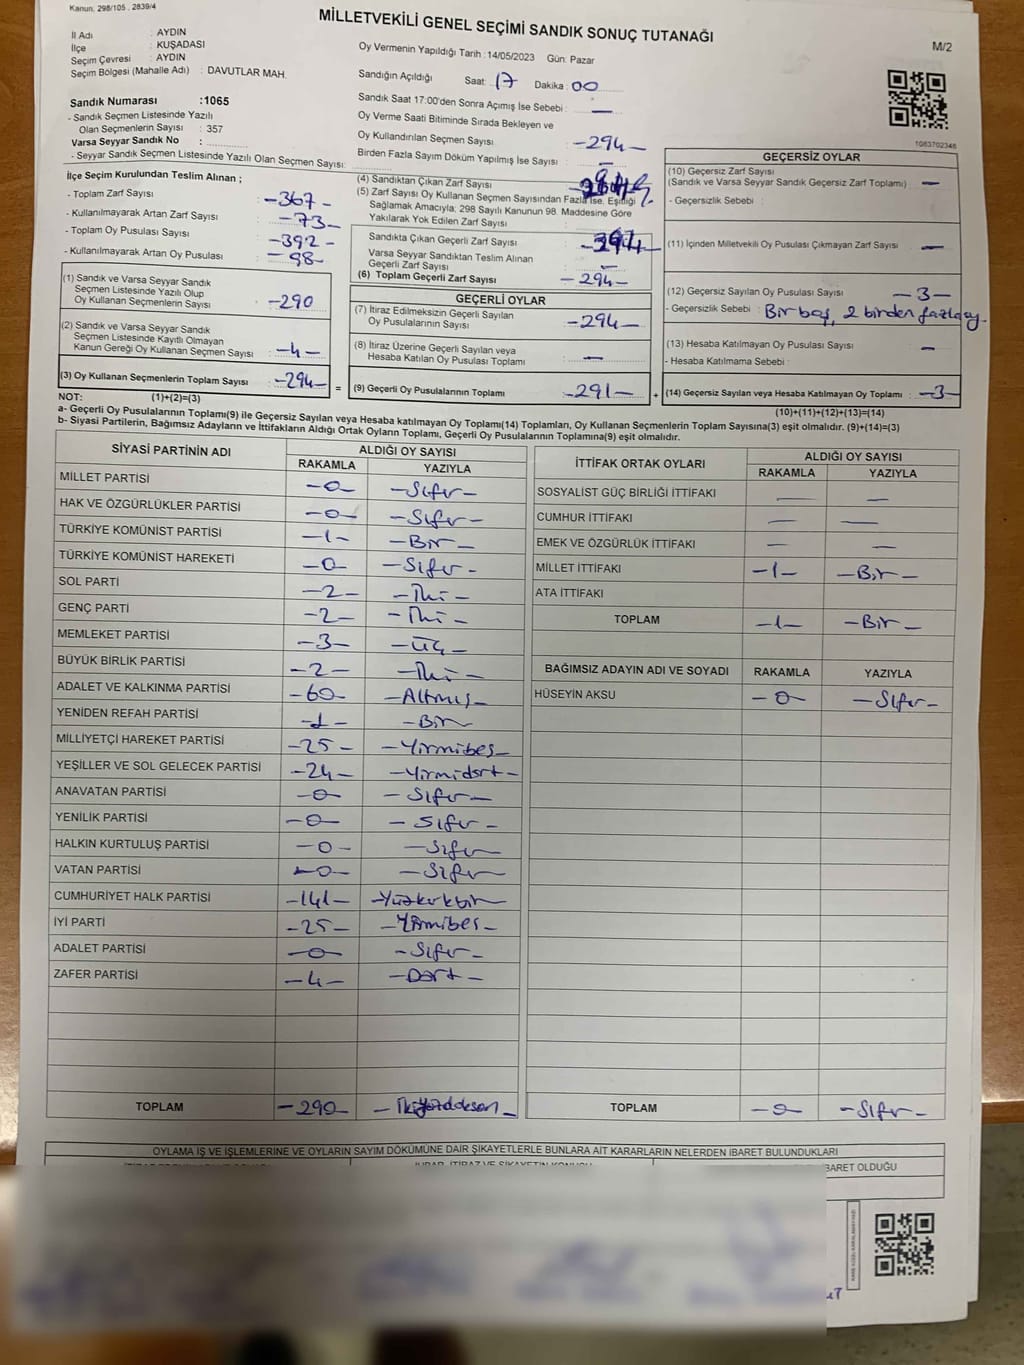 Kanun, 298/105 , 2839/4
MİLLETVEKİLİ GENEL SEÇİMİ SANDIK SONUÇ TUTANAĞI
M/2
İl Adı : AYDIN
İlçe : KUŞADASI
Seçim Çevresi : AYDIN
Seçim Bölgesi (Mahalle Adı) : DAVUTLAR MAH.
Sandık Numarası :1065
- Sandık Seçmen Listesinde Yazılı
Olan Seçmenlerin Sayısı : 357
Varsa Seyyar Sandık No :
- Seyyar Sandık Seçmen Listesinde Yazılı Olan Seçmen Sayısı:
Oy Vermenin Yapıldığı Tarih : 14/05/2023 Gün: Pazar
Sandığın Açıldığı Saat: 17 Dakika : 00
Sandık Saat 17:00'den Sonra Açımış İse Sebebi : —
Oy Verme Saati Bitiminde Sırada Bekleyen ve
Oy Kullandırılan Seçmen Sayısı : -294-
Birden Fazla Sayım Döküm Yapılmış İse Sayısı : —
1063702346
İlçe Seçim Kurulundan Teslim Alınan ;
- Toplam Zarf Sayısı : -367-
- Kullanılmayarak Artan Zarf Sayısı : -73-
- Toplam Oy Pusulası Sayısı : -392-
- Kullanılmayarak Artan Oy Pusulası : -98-
(1) Sandık ve Varsa Seyyar Sandık
Seçmen Listesinde Yazılı Olup
Oy Kullanan Seçmenlerin Sayısı : -290
(2) Sandık ve Varsa Seyyar Sandık
Seçmen Listesinde Kayıtlı Olmayan
Kanun Gereği Oy Kullanan Seçmen Sayısı : -4-
(3) Oy Kullanan Seçmenlerin Toplam Sayısı : -294-
(4) Sandıktan Çıkan Zarf Sayısı
(5) Zarf Sayısı Oy Kullanan Seçmen Sayısından Fazla İse, Eşitliği
Sağlamak Amacıyla; 298 Sayılı Kanunun 98. Maddesine Göre
Yakılarak Yok Edilen Zarf Sayısı :
Sandıkta Çıkan Geçerli Zarf Sayısı :
Varsa Seyyar Sandıktan Teslim Alınan
Geçerli Zarf Sayısı : —
(6) Toplam Geçerli Zarf Sayısı : -294-
GEÇERLİ OYLAR
(7) İtiraz Edilmeksizin Geçerli Sayılan
Oy Pusulalarının Sayısı : -294-
(8) İtiraz Üzerine Geçerli Sayılan veya
Hesaba Katılan Oy Pusulası Toplamı : —
= (9) Geçerli Oy Pusulalarının Toplamı : -291-
GEÇERSİZ OYLAR
(10) Geçersiz Zarf Sayısı
(Sandık ve Varsa Seyyar Sandık Geçersiz Zarf Toplamı) : —
- Geçersizlik Sebebi :
(11) İçinden Milletvekili Oy Pusulası Çıkmayan Zarf Sayısı : —
(12) Geçersiz Sayılan Oy Pusulası Sayısı : -3-
- Geçersizlik Sebebi : Bir boş, 2 birden fazla oy.
(13) Hesaba Katılmayan Oy Pusulası Sayısı : —
- Hesaba Katılmama Sebebi :
+ (14) Geçersiz Sayılan veya Hesaba Katılmayan Oy Toplamı : -3-
NOT: (1)+(2)=(3)
(10)+(11)+(12)+(13)=(14)
a- Geçerli Oy Pusulalarının Toplamı(9) ile Geçersiz Sayılan veya Hesaba katılmayan Oy Toplamı(14) Toplamları, Oy Kullanan Seçmenlerin Toplam Sayısına(3) eşit olmalıdır. (9)+(14)=(3)
b- Siyasi Partilerin, Bağımsız Adayların ve İttifakların Aldığı Ortak Oyların Toplamı, Geçerli Oy Pusulalarının Toplamına(9) eşit olmalıdır.
SİYASİ PARTİNİN ADI ALDIĞI OY SAYISI
RAKAMLA YAZIYLA
MİLLET PARTİSİ -0- -Sıfır-
HAK VE ÖZGÜRLÜKLER PARTİSİ -0- -Sıfır-
TÜRKİYE KOMÜNİST PARTİSİ -1- -Bir-
TÜRKİYE KOMÜNİST HAREKETİ -0- -Sıfır-
SOL PARTİ -2- -İki-
GENÇ PARTİ -2- -İki-
MEMLEKET PARTİSİ -3- -üç-
BÜYÜK BİRLİK PARTİSİ -2- -İki-
ADALET VE KALKINMA PARTİSİ -60- -Altmış-
YENİDEN REFAH PARTİSİ -1- -Bir
MİLLİYETÇİ HAREKET PARTİSİ -25- -Yirmibeş-
YEŞİLLER VE SOL GELECEK PARTİSİ -24- -Yirmidört-
ANAVATAN PARTİSİ -0- -Sıfır-
YENİLİK PARTİSİ -0- -Sıfır-
HALKIN KURTULUŞ PARTİSİ -0- -Sıfır-
VATAN PARTİSİ -0- -Sıfır-
CUMHURİYET HALK PARTİSİ -141- -Yüzkırkbir-
İYİ PARTİ -25- -Yirmibeş-
ADALET PARTİSİ -0- -Sıfır-
ZAFER PARTİSİ -4- -Dört-
TOPLAM -290-
İTTİFAK ORTAK OYLARI ALDIĞI OY SAYISI
RAKAMLA YAZIYLA
SOSYALİST GÜÇ BİRLİĞİ İTTİFAKI — —
CUMHUR İTTİFAKI — —
EMEK VE ÖZGÜRLÜK İTTİFAKI — —
MİLLET İTTİFAKI -1- -Bir-
ATA İTTİFAKI
TOPLAM -1- -Bir-
BAĞIMSIZ ADAYIN ADI VE SOYADI RAKAMLA YAZIYLA
HÜSEYİN AKSU -0- -Sıfır-
TOPLAM -0- -Sıfır-
OYLAMA İŞ VE İŞLEMLERİNE VE OYLARIN SAYIM DÖKÜMÜNE DAİR ŞİKAYETLERLE BUNLARA AİT KARARLARIN NELERDEN İBARET BULUNDUKLARI
BARET OLDUĞU